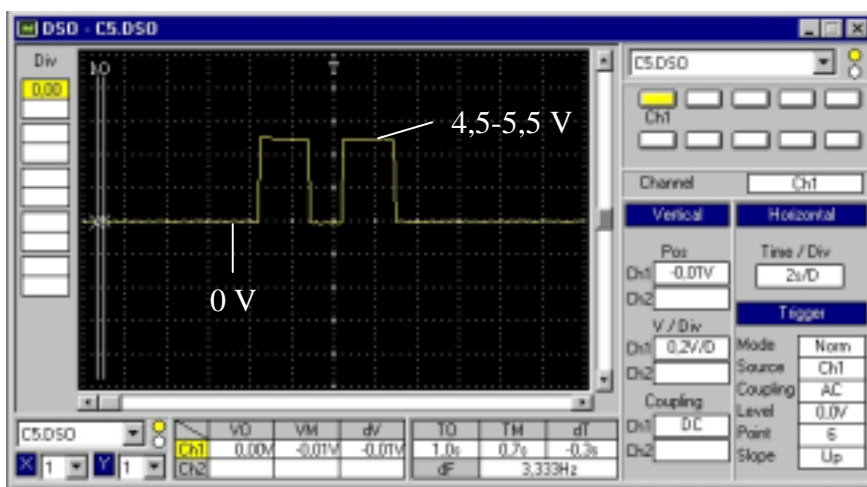 DSO - C5.DSO
Div
0,00
T
4,5-5,5 V
0 V
C5.DSO
Ch1
Channel Ch1
Vertical Horizontal
Pos
Ch1 -0,01V
Ch2
V / Div
Ch1 0,2V/D
Ch2
Coupling
Ch1 DC
Ch2
Time / Div
2s/D
Trigger
Mode Norm
Source Ch1
Coupling AC
Level 0,0V
Point 6
Slope Up
C5.DSO
X 1 Y 1
VO VM dV
Ch1 0,00V -0,01V -0,01V
Ch2
TO TM dT
1,0s 0,7s -0,3s
dF 3,333Hz